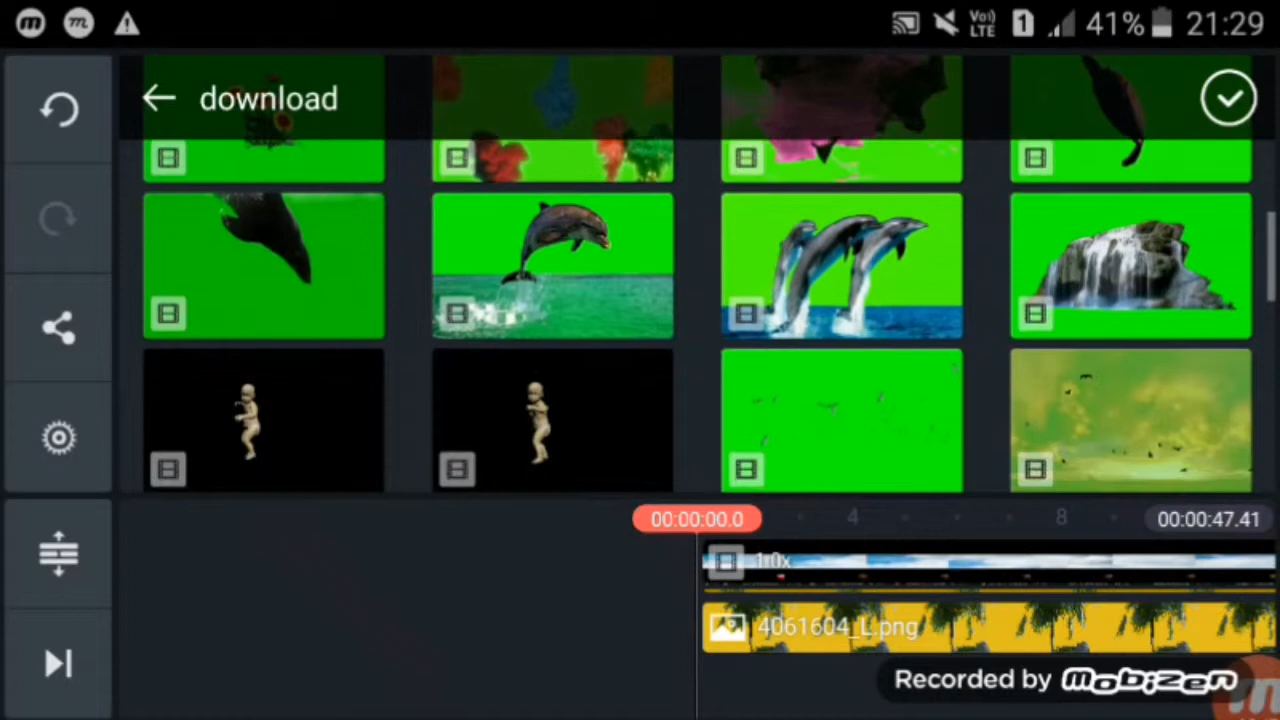 Vo)) LTE 1 41% 21:29
download
00:00:00.0 4 8 00:00:47.41
1.0x
4061604_L.png
Recorded by mobizen